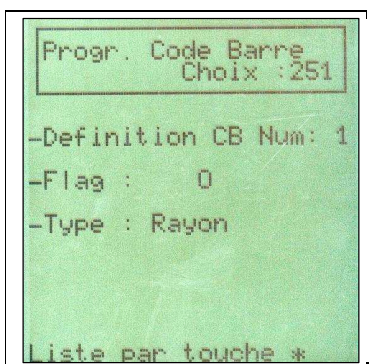 Progr. Code Barre
Choix :251
-Definition CB Num: 1
-Flag : 0
-Type : Rayon
Liste par touche *